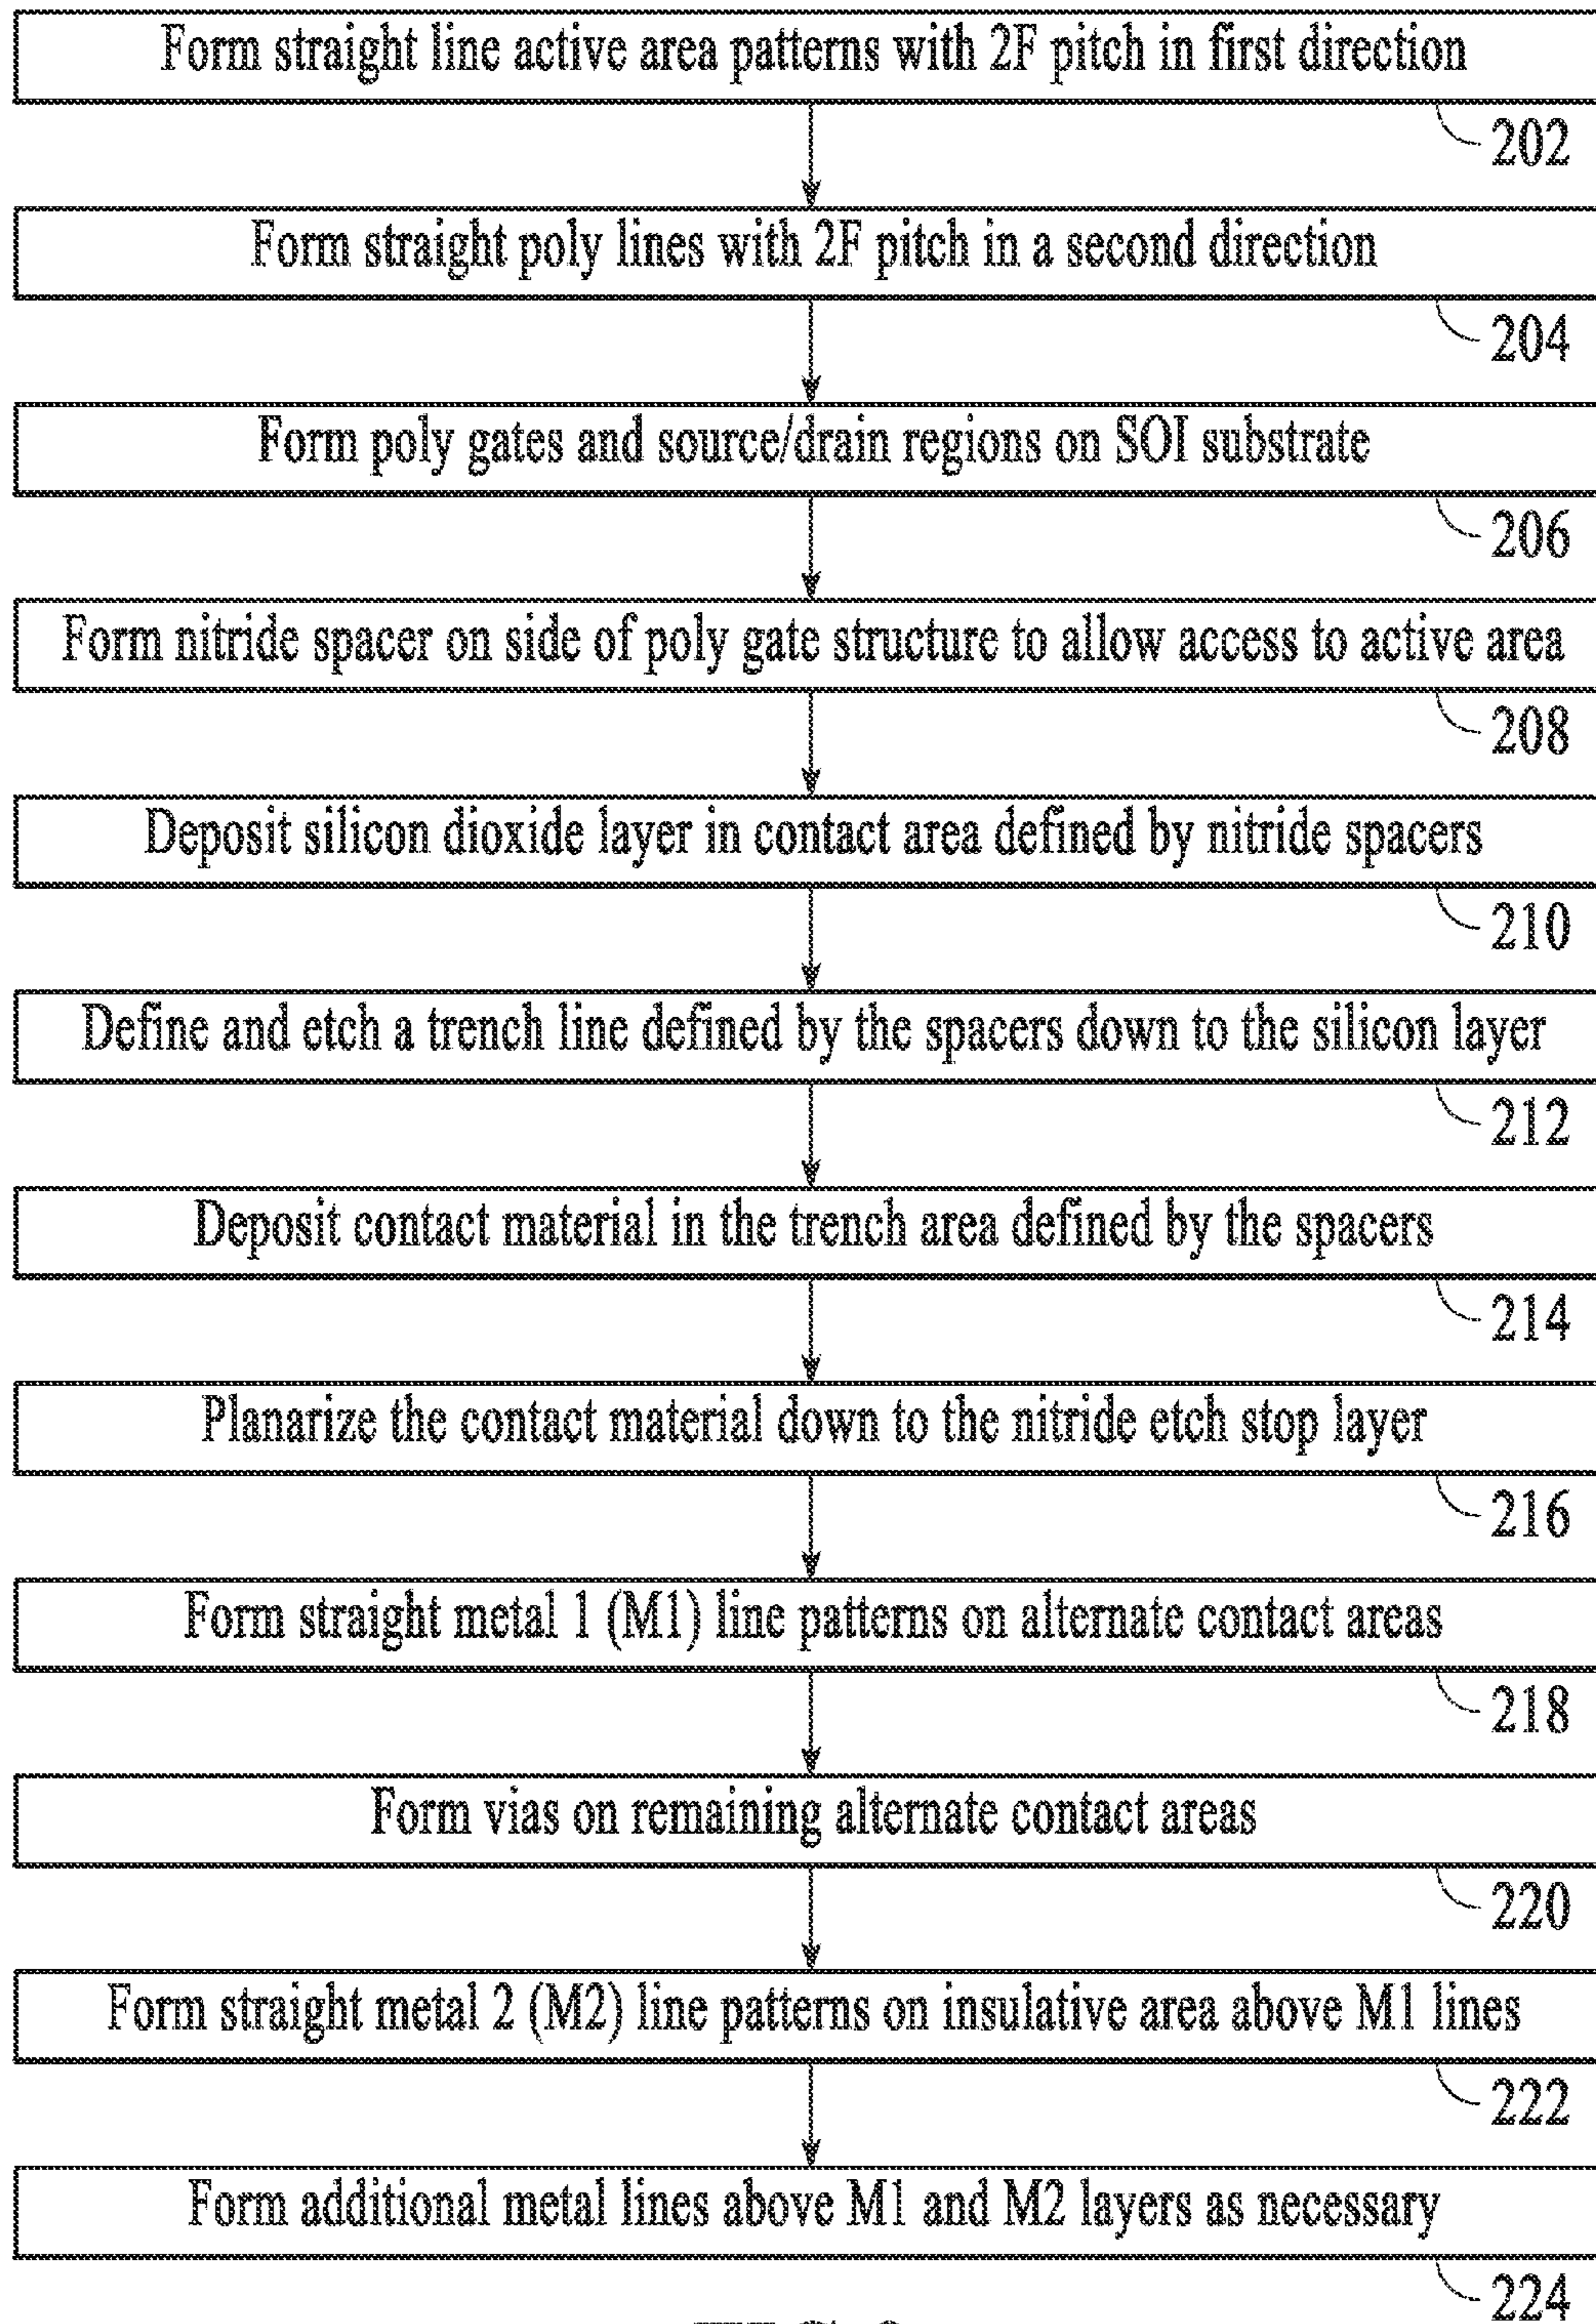 Form straight line active area patterns with 2F pitch in first direction
202
Form straight poly lines with 2F pitch in a second direction
204
Form poly gates and source/drain regions on SOI substrate
206
Form nitride spacer on side of poly gate structure to allow access to active area
208
Deposit silicon dioxide layer in contact area defined by nitride spacers
210
Define and etch a trench line defined by the spacers down to the silicon layer
212
Deposit contact material in the trench area defined by the spacers
214
Planarize the contact material down to the nitride etch stop layer
216
Form straight metal 1 (M1) line patterns on alternate contact areas
218
Form vias on remaining alternate contact areas
220
Form straight metal 2 (M2) line patterns on insulative area above M1 lines
222
Form additional metal lines above M1 and M2 layers as necessary
224